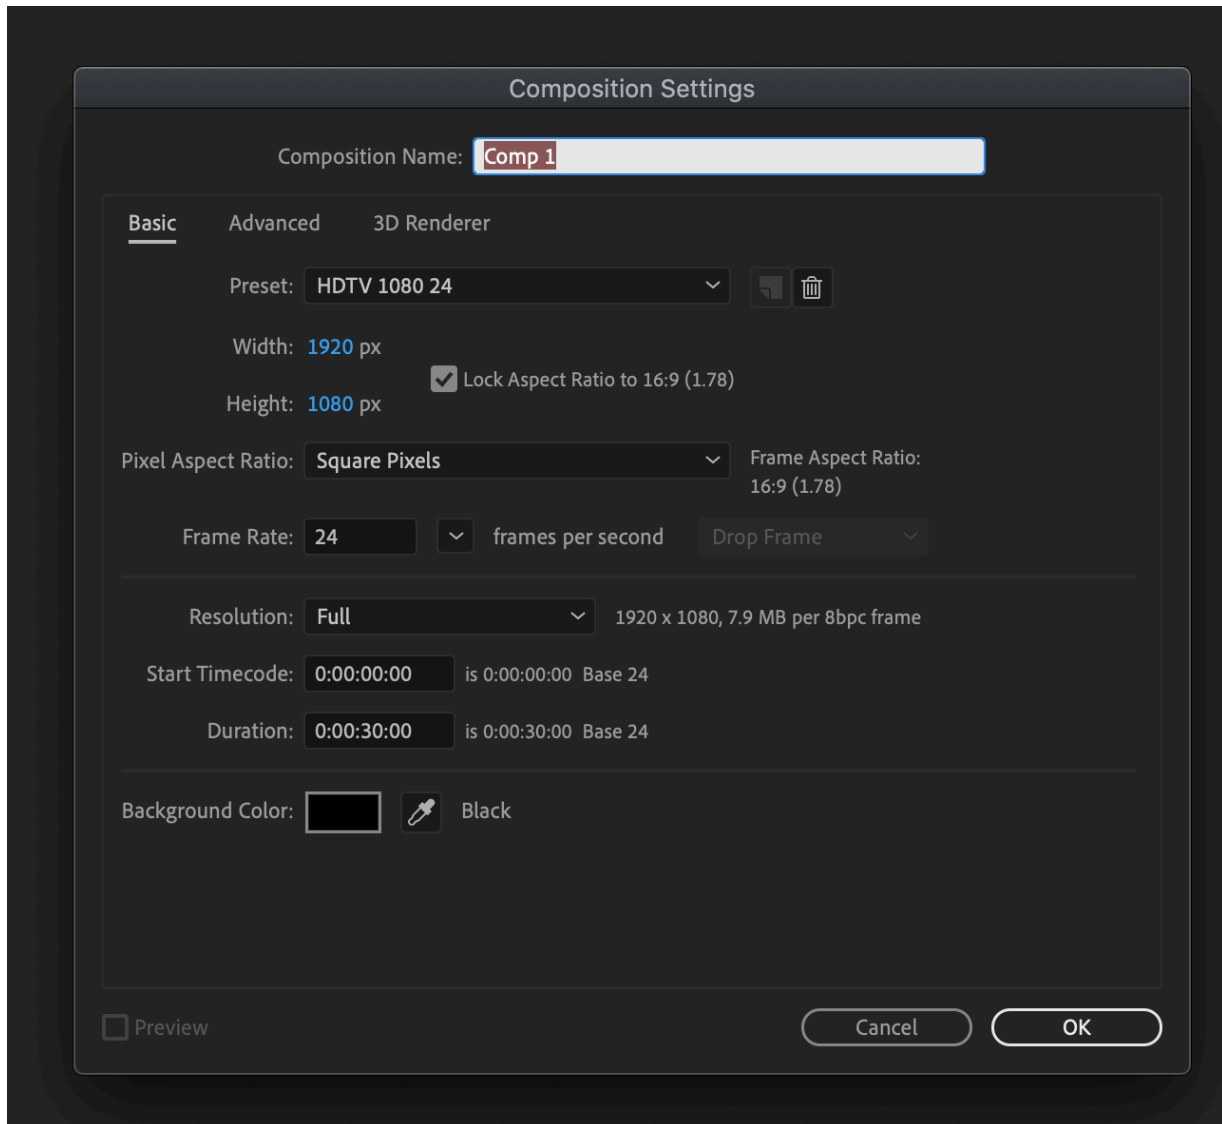 Composition Settings
Composition Name: Comp 1
Basic Advanced 3D Renderer
Preset: HDTV 1080 24
Width: 1920 px
Lock Aspect Ratio to 16:9 (1.78)
Height: 1080 px
Pixel Aspect Ratio: Square Pixels Frame Aspect Ratio:
16:9 (1.78)
Frame Rate: 24 frames per second Drop Frame
Resolution: Full 1920 x 1080, 7.9 MB per 8bpc frame
Start Timecode: 0:00:00:00 is 0:00:00:00 Base 24
Duration: 0:00:30:00 is 0:00:30:00 Base 24
Background Color: Black
Preview Cancel OK